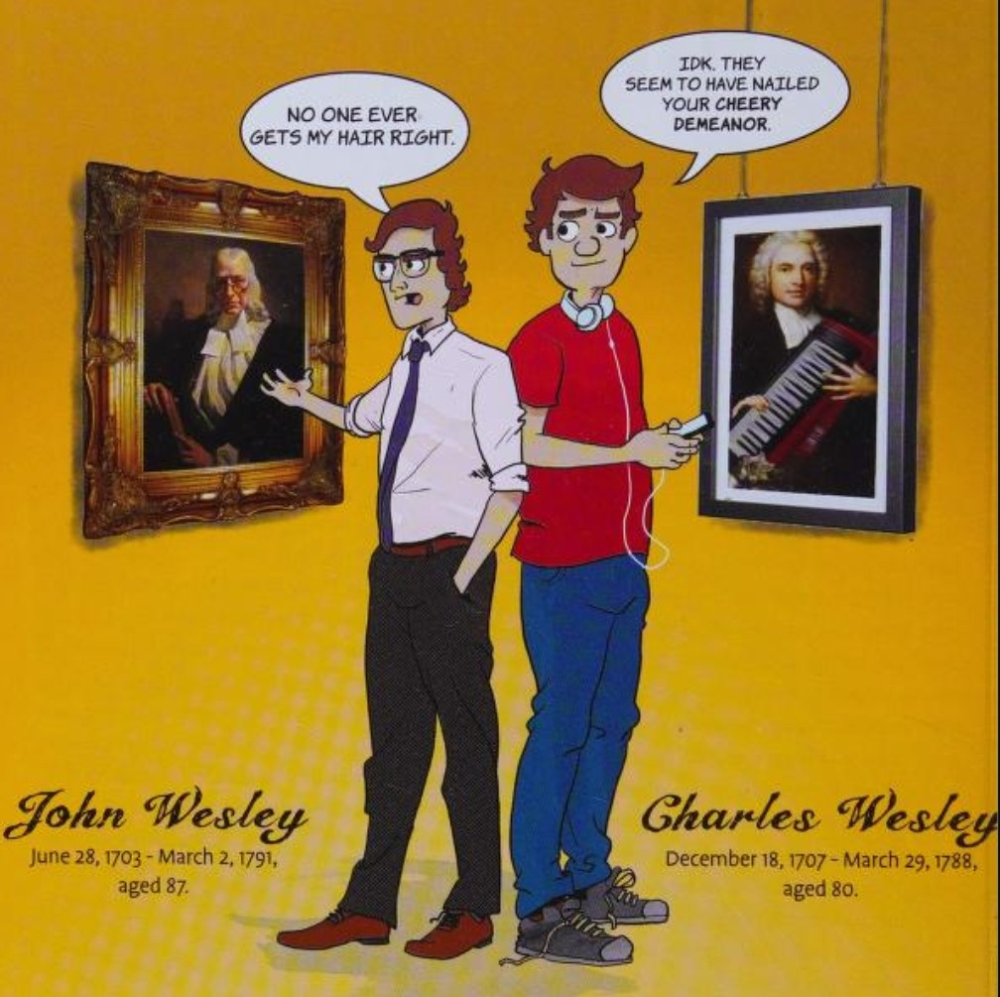 NO ONE EVER
GETS MY HAIR RIGHT.
IDK. THEY
SEEM TO HAVE NAILED
YOUR CHEERY
DEMEANOR.
John Wesley
June 28, 1703 - March 2, 1791,
aged 87.
Charles Wesley
December 18, 1707 - March 29, 1788,
aged 80.